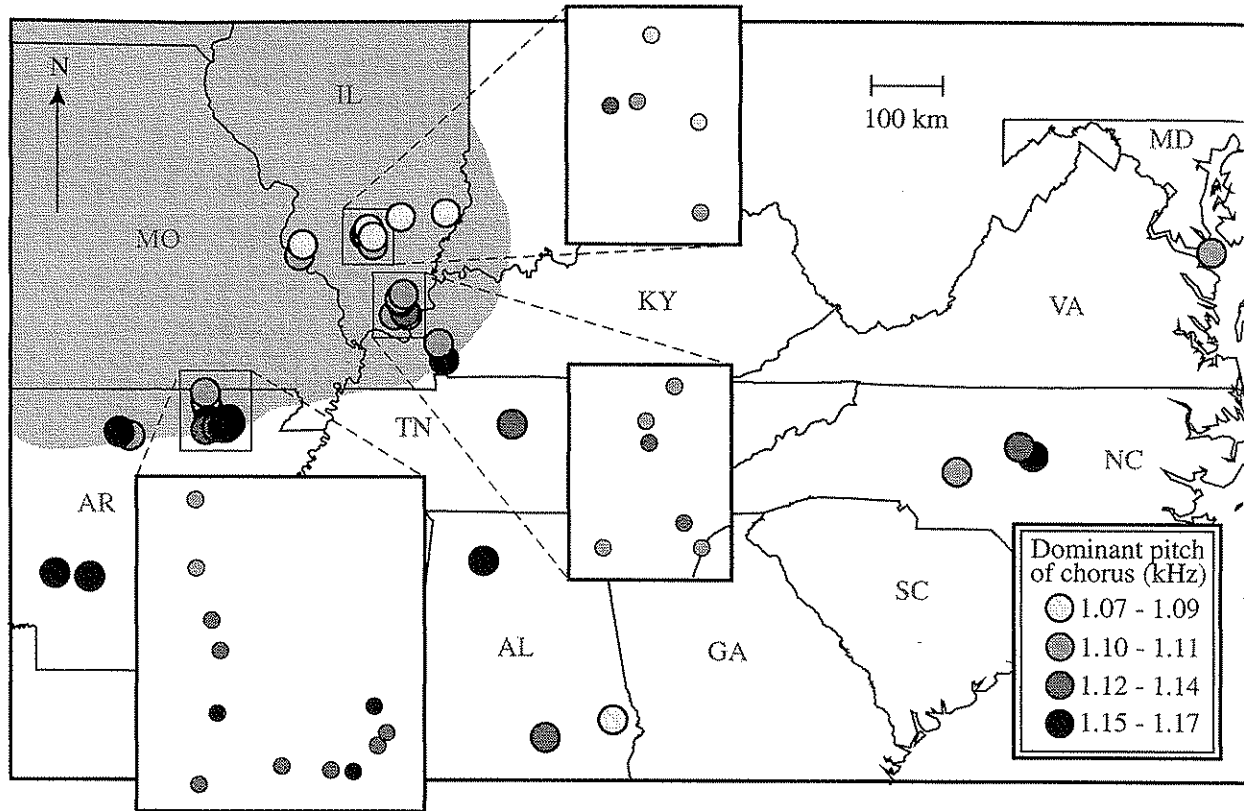 N
IL
100 km
MD
MO
KY
VA
TN
NC
AR
SC
AL
GA
Dominant pitch
of chorus (kHz)
1.07 - 1.09
1.10 - 1.11
1.12 - 1.14
1.15 - 1.17